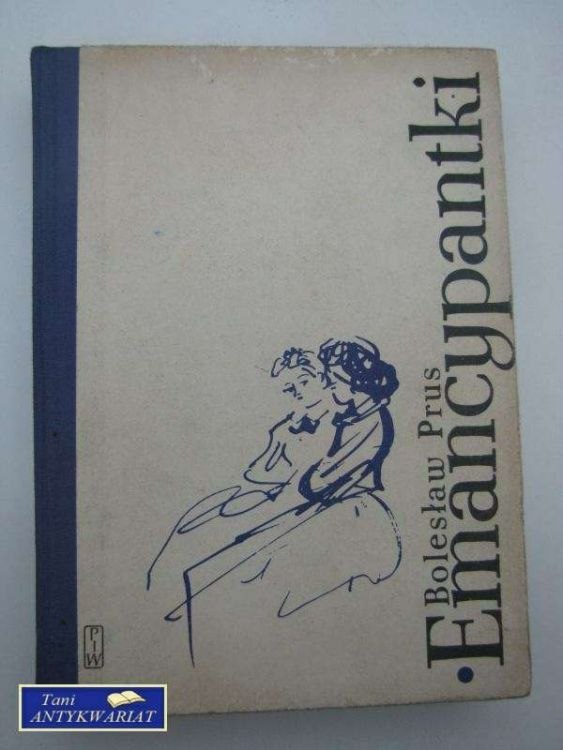 Bolesław Prus
Emancypantki
PIW
Tani
ANTYKWARIAT